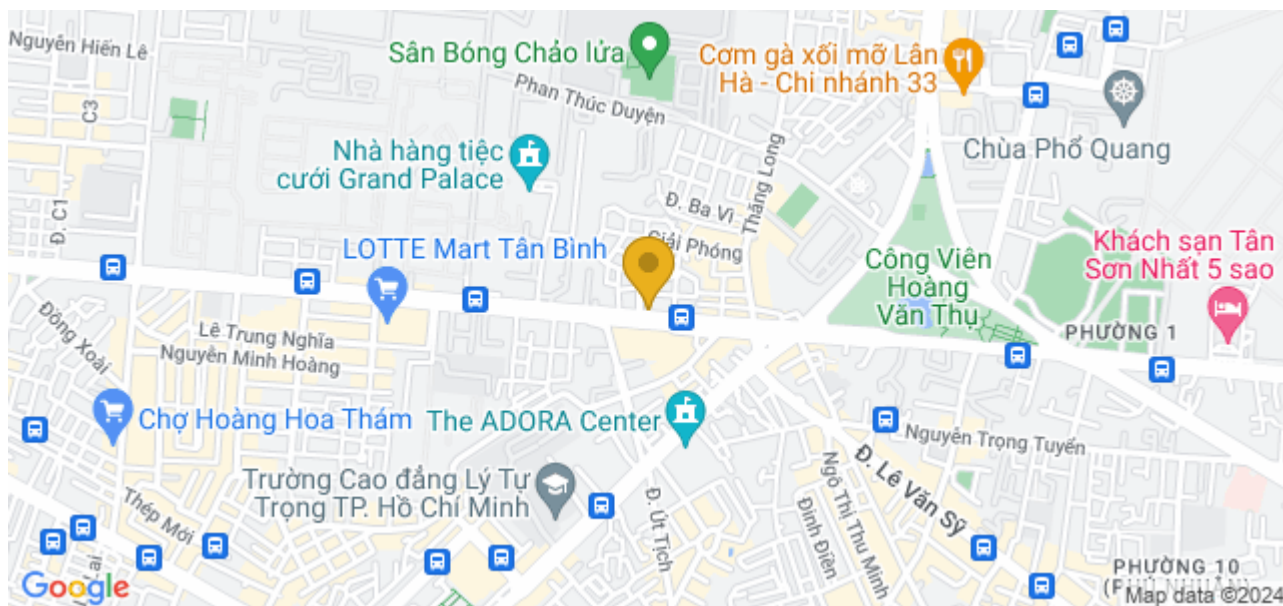 Nguyễn Hiến Lê
Sân Bóng Chảo lửa
Cơm gà xối mỡ Lân
Hà - Chi nhánh 33
C3
Phan Thúc Duyện
Chùa Phổ Quang
Nhà hàng tiệc
cưới Grand Palace
Thăng Long
Đ. Ba Vì
Đ. C1
Giải Phóng
LOTTE Mart Tân Bình
Công Viên
Hoàng
Văn Thụ
Khách sạn Tân
Sơn Nhất 5 sao
PHƯỜNG 1
Đồng Xoài
Lê Trung Nghĩa
Nguyễn Minh Hoàng
Chợ Hoàng Hoa Thám
The ADORA Center
Nguyễn Trọng Tuyển
Đ. Lê Văn Sỹ
Trường Cao đẳng Lý Tự
Trọng TP. Hồ Chí Minh
Ngô Thị Thu Minh
Đ. Út Tịch
Đinh Điền
Thép Mới
PHƯỜNG 10
Google
Map data ©2024